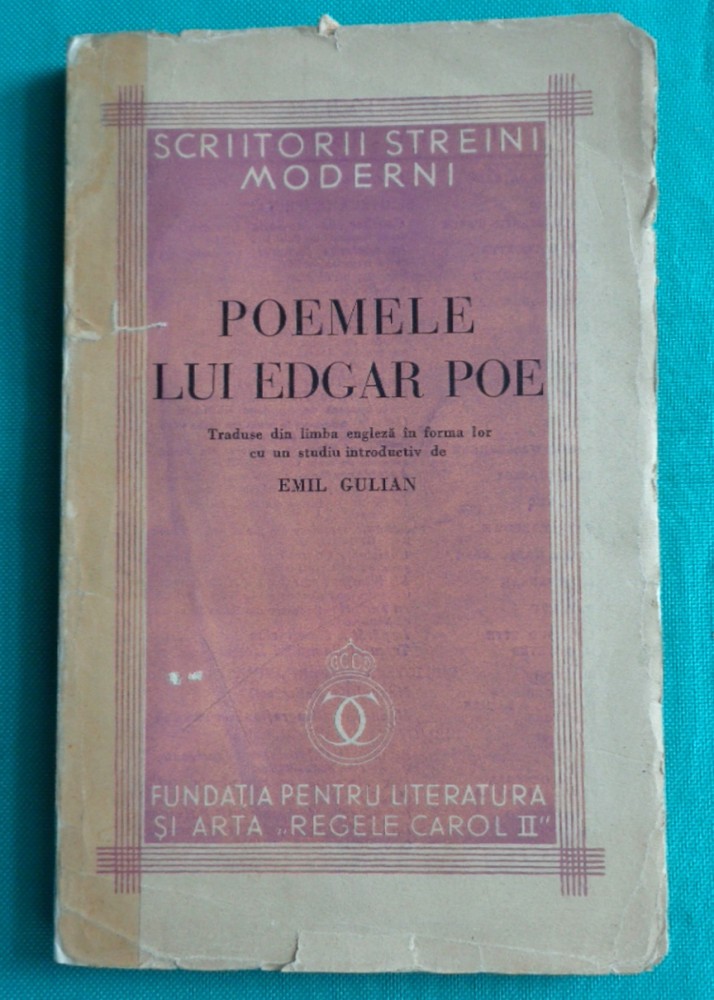 SCRIITORII STREINI
MODERNI
POEMELE
LUI EDGAR POE
Traduse din limba engleză în forma lor
cu un studiu introductiv de
EMIL GULIAN
FUNDAȚIA PENTRU LITERATURA
ȘI ARTA „REGELE CAROL II"